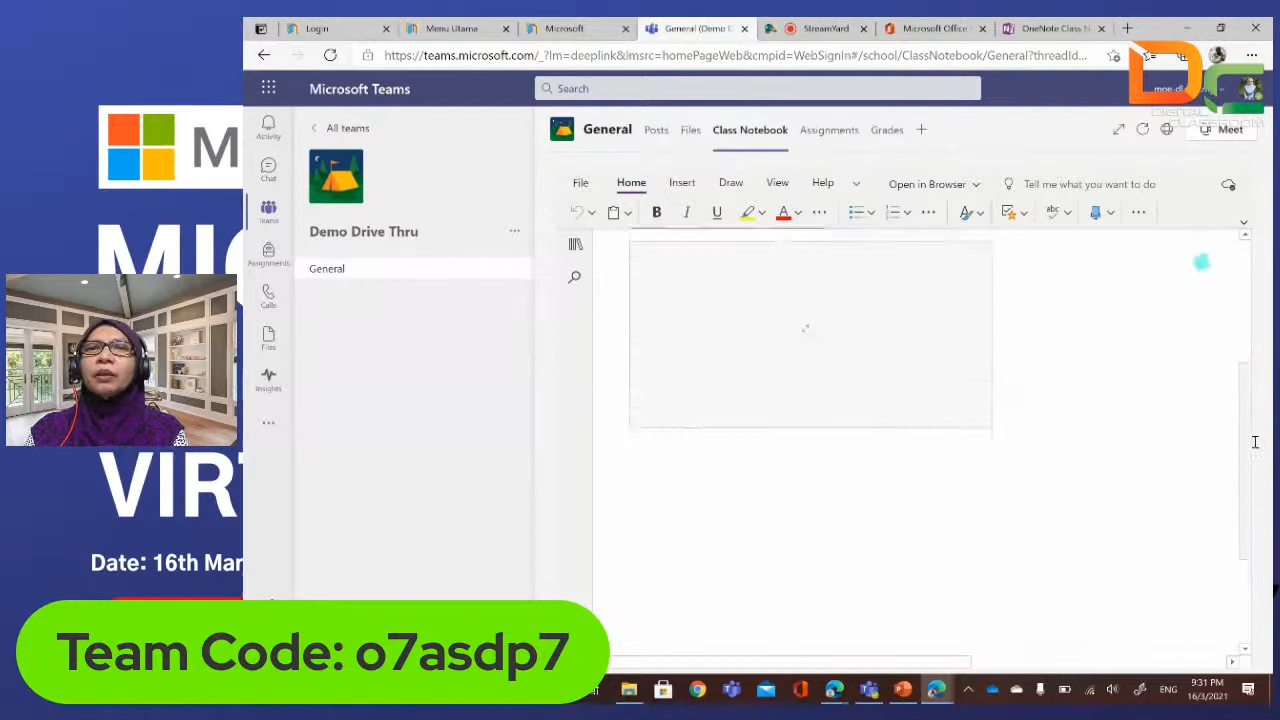 Login
Menu Utama
Microsoft
General (Demo D
StreamYard
Microsoft Office
OneNote Class N
https://teams.microsoft.com/_?lm=deeplink&lmsrc=homePageWeb&cmpid=WebSignIn#/school/ClassNotebook/General?threadId...
Microsoft Teams
Search
DIGITAL
CLASSROOM
Activity
All teams
General
Posts
Files
Class Notebook
Assignments
Grades
Meet
Chat
Teams
Demo Drive Thru
General
Assignments
Calls
Files
Insights
File
Home
Insert
Draw
View
Help
Open in Browser
Tell me what you want to do
B
I
U
A
abc
M
MIC
VIR
Date: 16th Mar
Team Code: o7asdp7
ENG
9:31 PM
16/3/2021